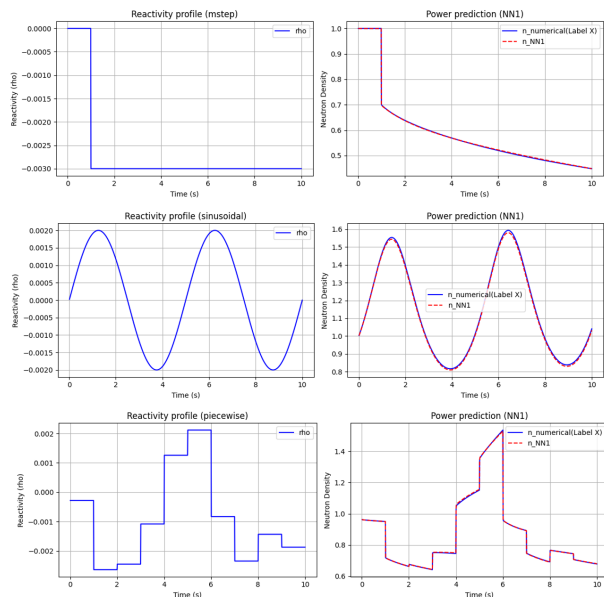 Reactivity profile (mstep)
Reactivity (rho)
0.0000
−0.0005
−0.0010
−0.0015
−0.0020
−0.0025
−0.0030
rho
0 2 4 6 8 10
Time (s)
Power prediction (NN1)
Neutron Density
1.0
0.9
0.8
0.7
0.6
0.5
n_numerical(Label X)
n_NN1
0 2 4 6 8 10
Time (s)
Reactivity profile (sinusoidal)
Reactivity (rho)
0.0020
0.0015
0.0010
0.0005
0.0000
−0.0005
−0.0010
−0.0015
−0.0020
rho
0 2 4 6 8 10
Time (s)
Power prediction (NN1)
Neutron Density
1.6
1.5
1.4
1.3
1.2
1.1
1.0
0.9
0.8
n_numerical(Label X)
n_NN1
0 2 4 6 8 10
Time (s)
Reactivity profile (piecewise)
Reactivity (rho)
0.002
0.001
0.000
−0.001
−0.002
rho
0 2 4 6 8 10
Time (s)
Power prediction (NN1)
Neutron Density
1.4
1.2
1.0
0.8
0.6
n_numerical(Label X)
n_NN1
0 2 4 6 8 10
Time (s)